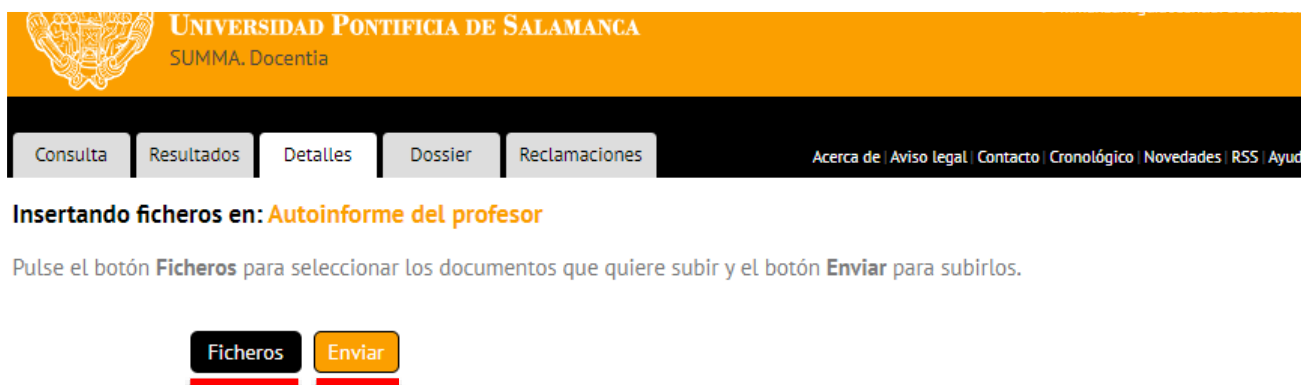 UNIVERSIDAD PONTIFICIA DE SALAMANCA
SUMMA. Docentia
Consulta Resultados Detalles Dossier Reclamaciones Acerca de | Aviso legal | Contacto | Cronológico | Novedades | RSS | Ayud
Insertando ficheros en: Autoinforme del profesor
Pulse el botón Ficheros para seleccionar los documentos que quiere subir y el botón Enviar para subirlos.
Ficheros Enviar